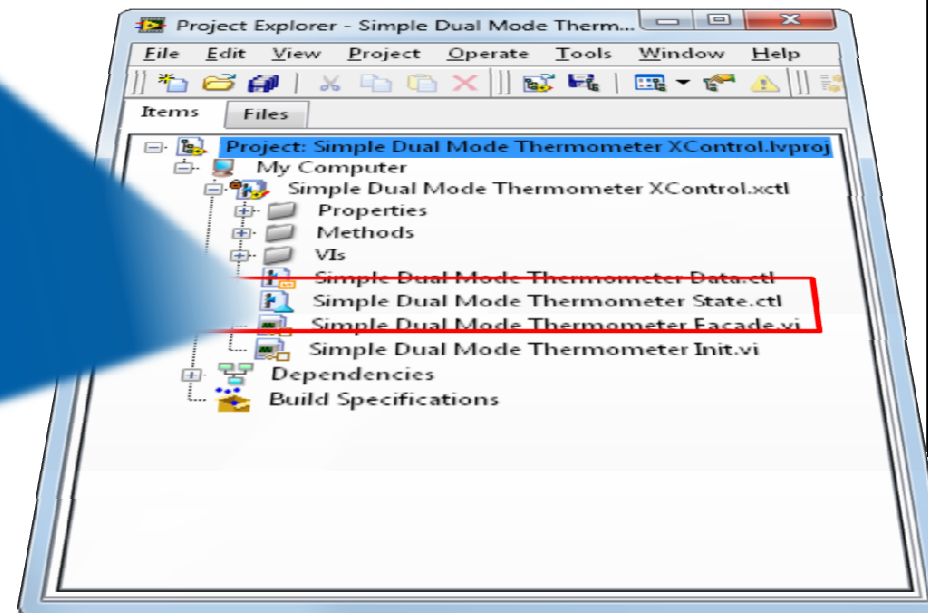 Project Explorer - Simple Dual Mode Therm...
File Edit View Project Operate Tools Window Help
Items Files
Project: Simple Dual Mode Thermometer XControl.lvproj
My Computer
Simple Dual Mode Thermometer XControl.xctl
Properties
Methods
VIs
Simple Dual Mode Thermometer Data.ctl
Simple Dual Mode Thermometer State.ctl
Simple Dual Mode Thermometer Facade.vi
Simple Dual Mode Thermometer Init.vi
Dependencies
Build Specifications